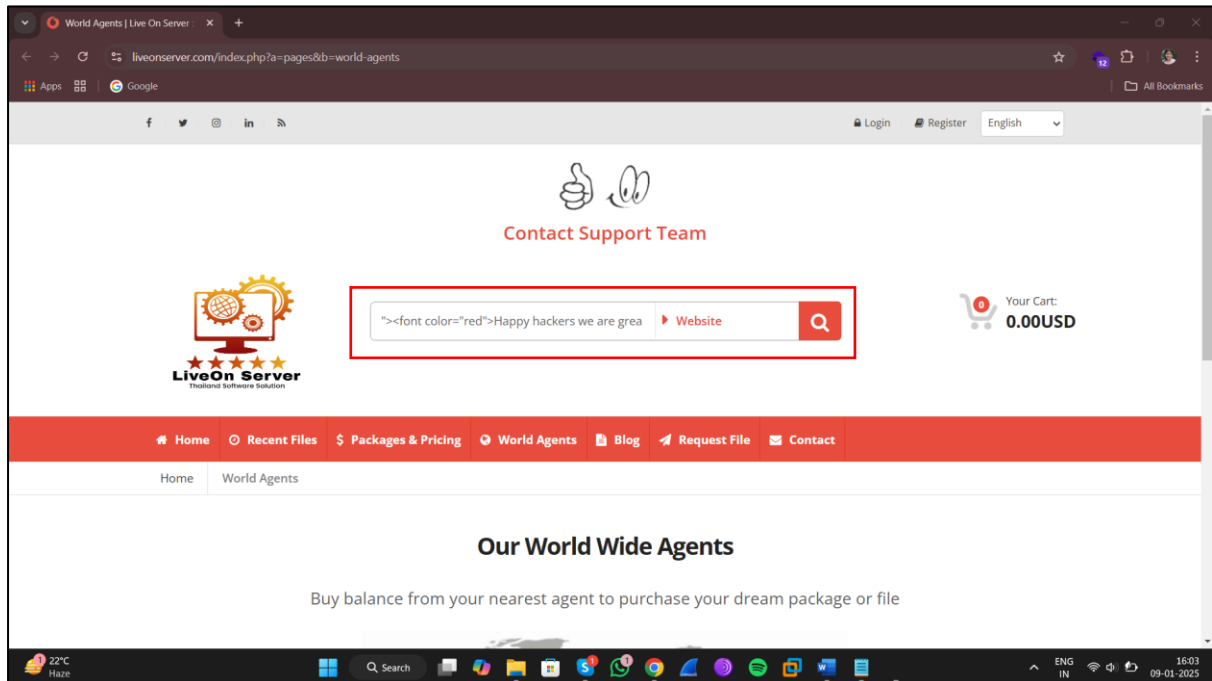 World Agents | Live On Server :
liveonserver.com/index.php?a=pages&b=world-agents
12
Apps
Google
All Bookmarks
Login
Register
English
Contact Support Team
LiveOn Server
Thailand Software Solution
"><font color="red">Happy hackers we are grea
Website
0
Your Cart:
0.00USD
Home
Recent Files
Packages & Pricing
World Agents
Blog
Request File
Contact
Home
World Agents
Our World Wide Agents
Buy balance from your nearest agent to purchase your dream package or file
1
22°C
Haze
Search
ENG
IN
16:03
09-01-2025